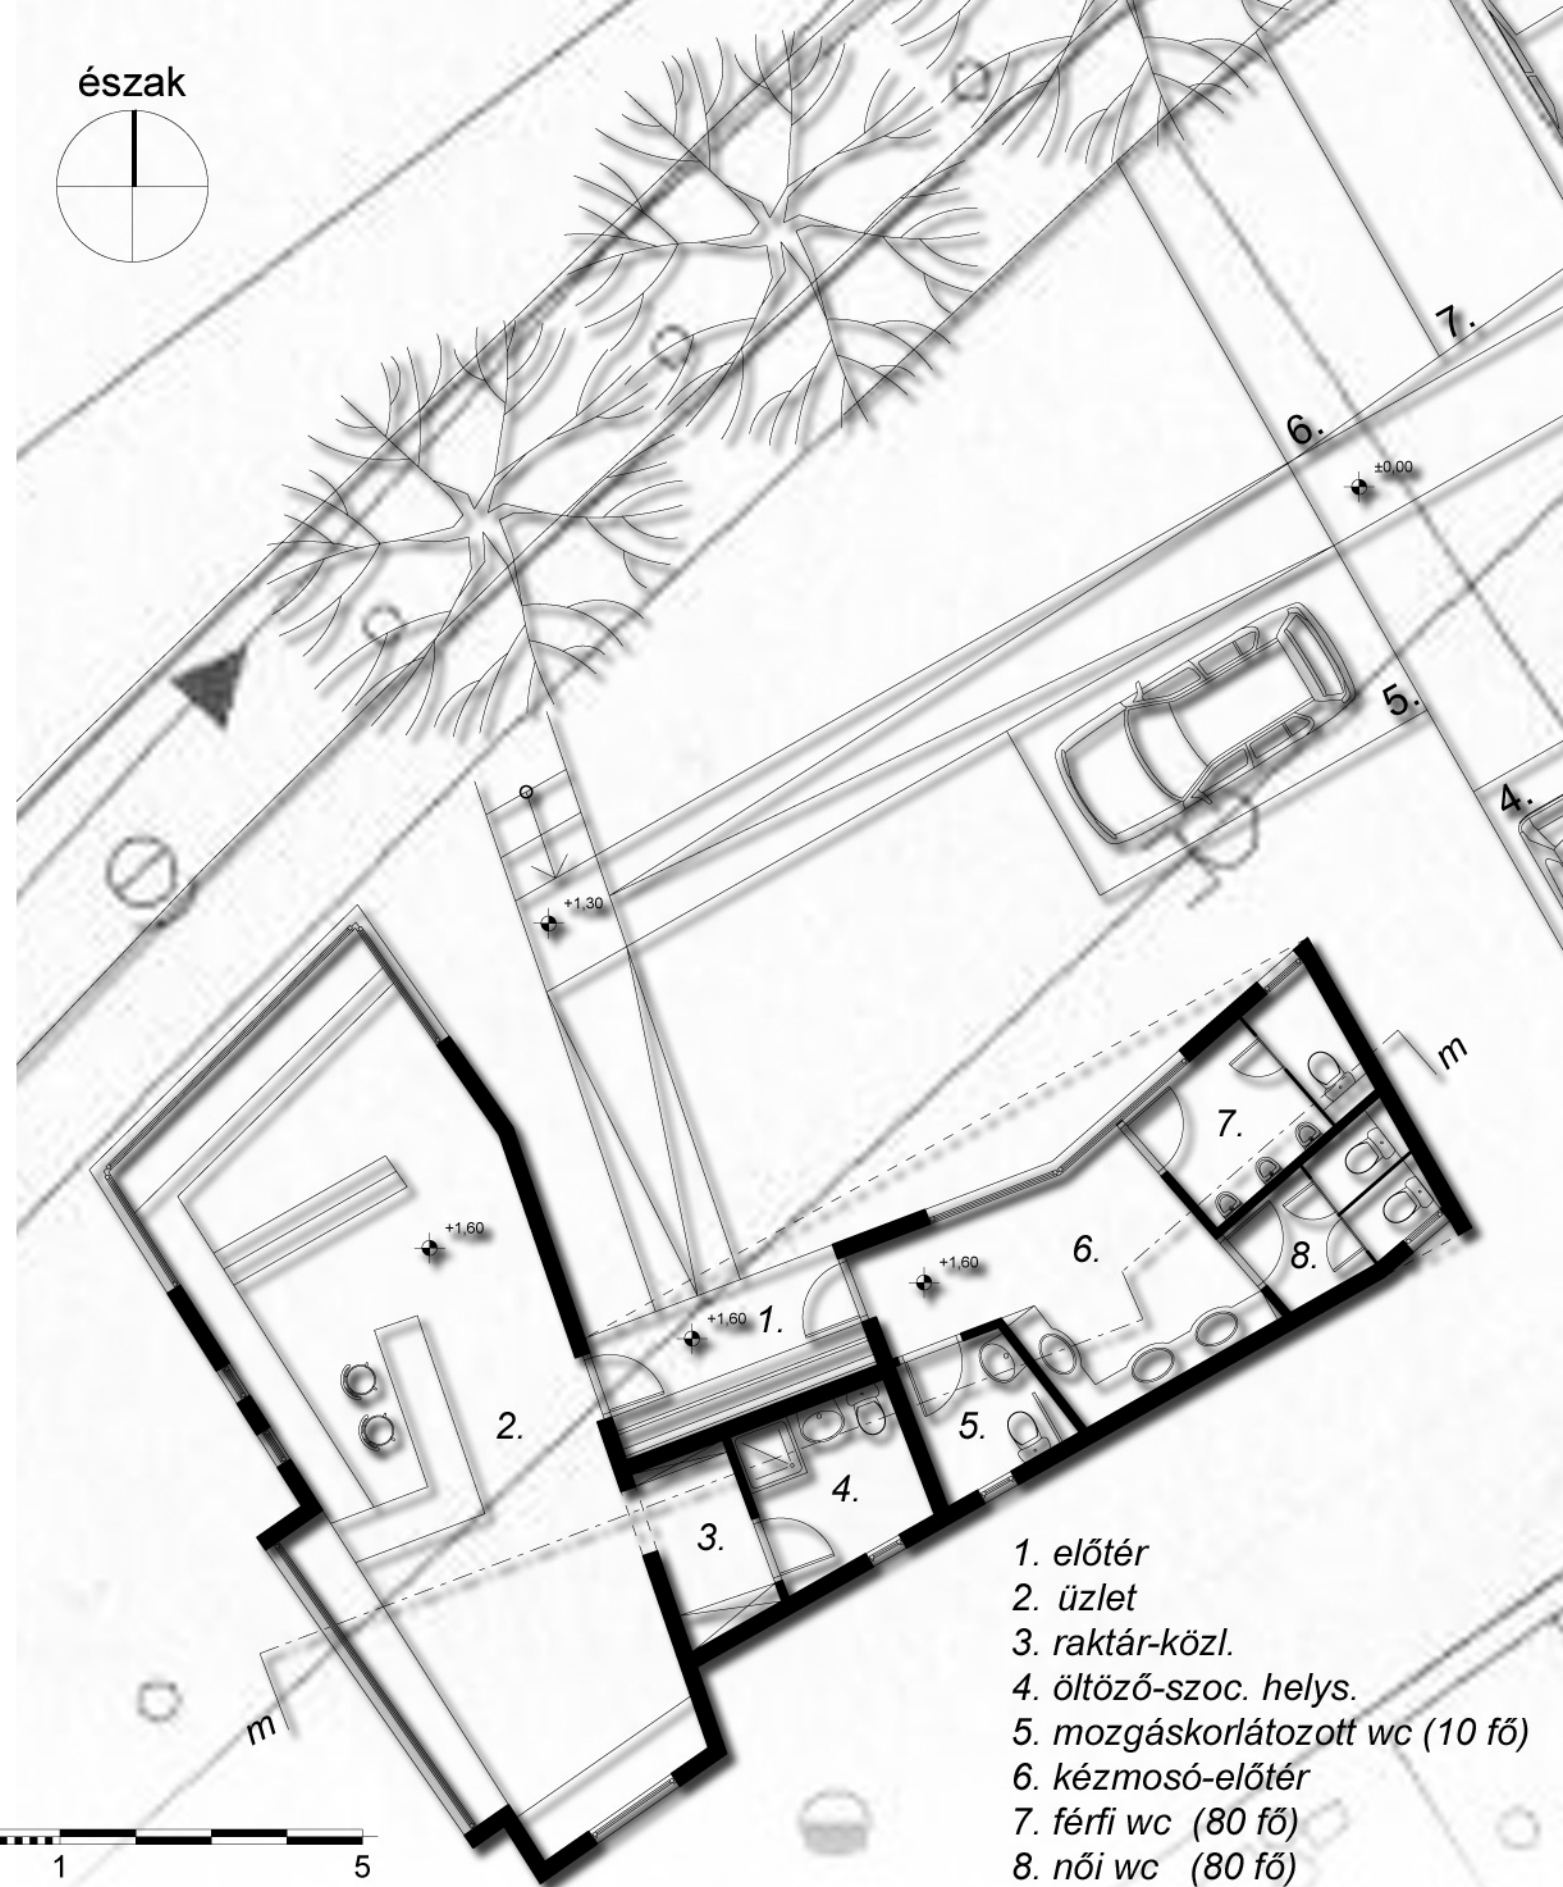 észak
7.
6.
±0,00
5.
4.
+1,30
m
7.
+1,60
6.
8.
+1,60
+1,60 1.
2.
5.
4.
3.
m
1. előtér
2. üzlet
3. raktár-közl.
4. öltöző-szoc. helys.
5. mozgáskorlátozott wc (10 fő)
6. kézmosó-előtér
7. férfi wc (80 fő)
8. női wc (80 fő)
1 5